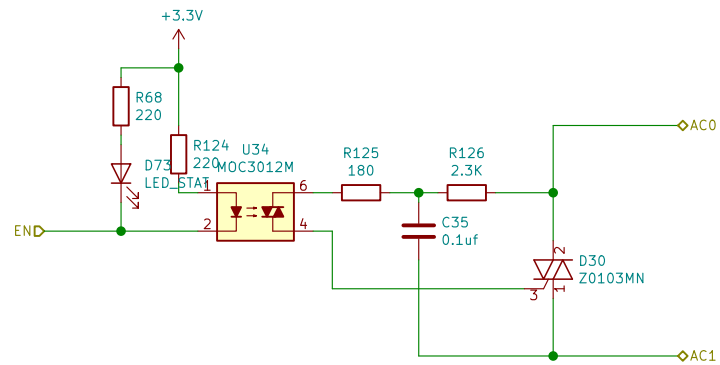 +3.3V
R68
220
R124
220
U34
MOC3012M
D73
LED_STAT
1
2
6
4
EN
R125
180
R126
2.3K
C35
0.1uf
AC0
2
D30
Z0103MN
3
1
AC1